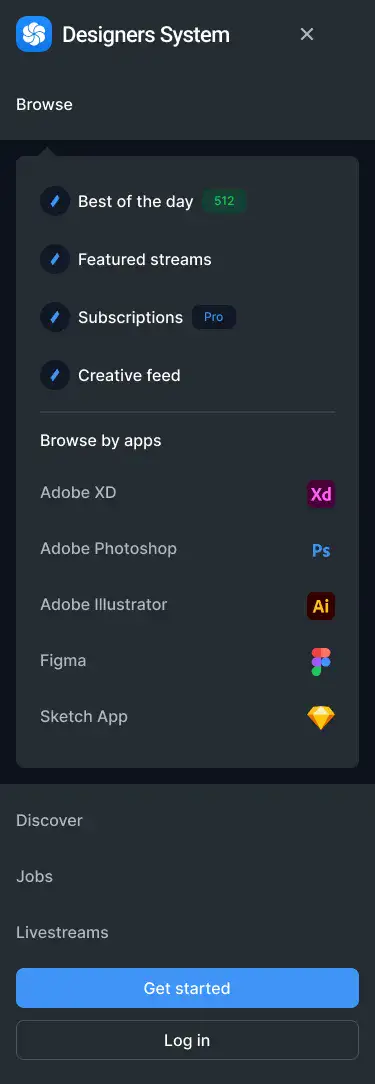 Designers System
Browse
Best of the day 512
Featured streams
Subscriptions Pro
Creative feed
Browse by apps
Adobe XD Xd
Adobe Photoshop Ps
Adobe Illustrator Ai
Figma
Sketch App
Discover
Jobs
Livestreams
Get started
Log in